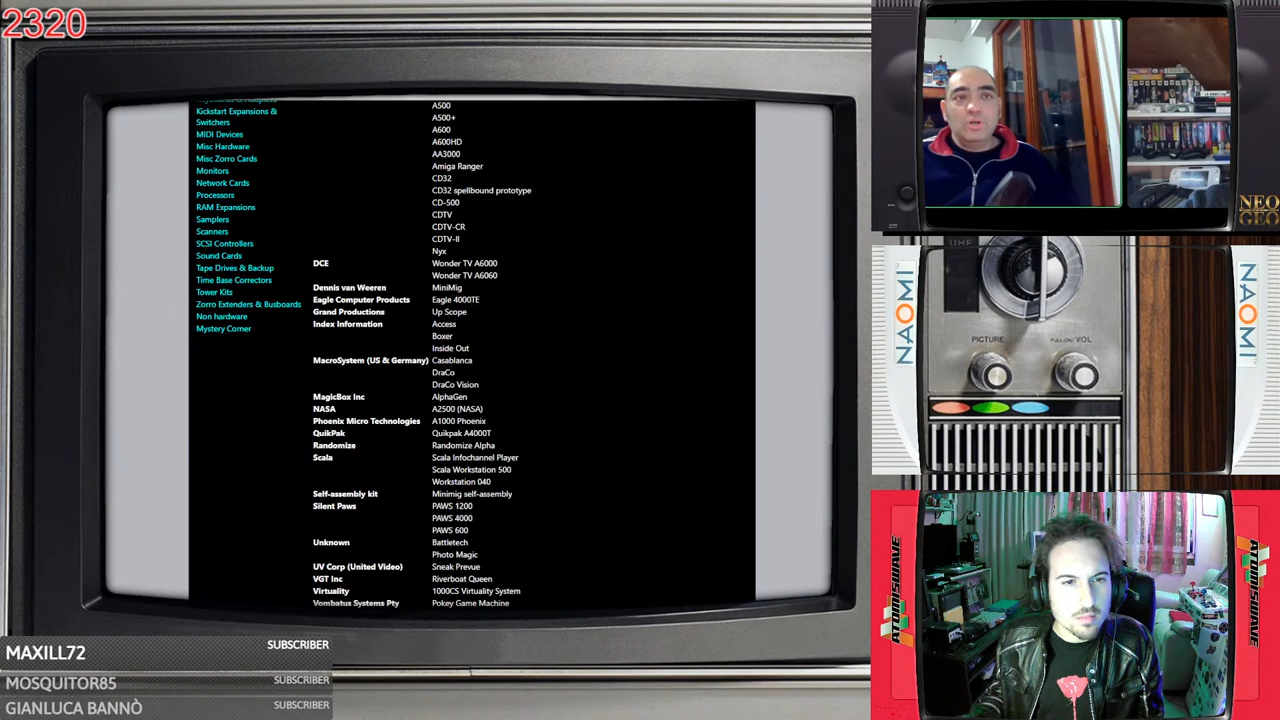 2320
Kickstart Expansions &
Switchers
MIDI Devices
Misc Hardware
Misc Zorro Cards
Monitors
Network Cards
Processors
RAM Expansions
Samplers
Scanners
SCSI Controllers
Sound Cards
Tape Drives & Backup
Time Base Correctors
Tower Kits
Zorro Extenders & Busboards
Non hardware
Mystery Corner
A500
A500+
A600
A600HD
AA3000
Amiga Ranger
CD32
CD32 spellbound prototype
CD-500
CDTV
CDTV-CR
CDTV-II
Nyx
DCE Wonder TV A6000
Wonder TV A6060
Dennis van Weeren MiniMig
Eagle Computer Products Eagle 4000TE
Grand Productions Up Scope
Index Information Access
Boxer
Inside Out
MacroSystem (US & Germany) Casablanca
DraCo
DraCo Vision
MagicBox Inc AlphaGen
NASA A2500 (NASA)
Phoenix Micro Technologies A1000 Phoenix
QuikPak Quikpak A4000T
Randomize Randomize Alpha
Scala Scala Infochannel Player
Scala Workstation 500
Workstation 040
Self-assembly kit Minimig self-assembly
Silent Paws PAWS 1200
PAWS 4000
PAWS 600
Unknown Battletech
Photo Magic
UV Corp (United Video) Sneak Prevue
VGT Inc Riverboat Queen
Virtuality 1000CS Virtuality System
Vombatus Systems Pty Pokey Game Machine
MAXILL72 SUBSCRIBER
MOSQUITOR85 SUBSCRIBER
GIANLUCA BANNÒ SUBSCRIBER
NEO
GEO
UHF
NAOMI
NAOMI
PICTURE
PULL ON/VOL
ATOMISWAVE
ATOMISWAVE